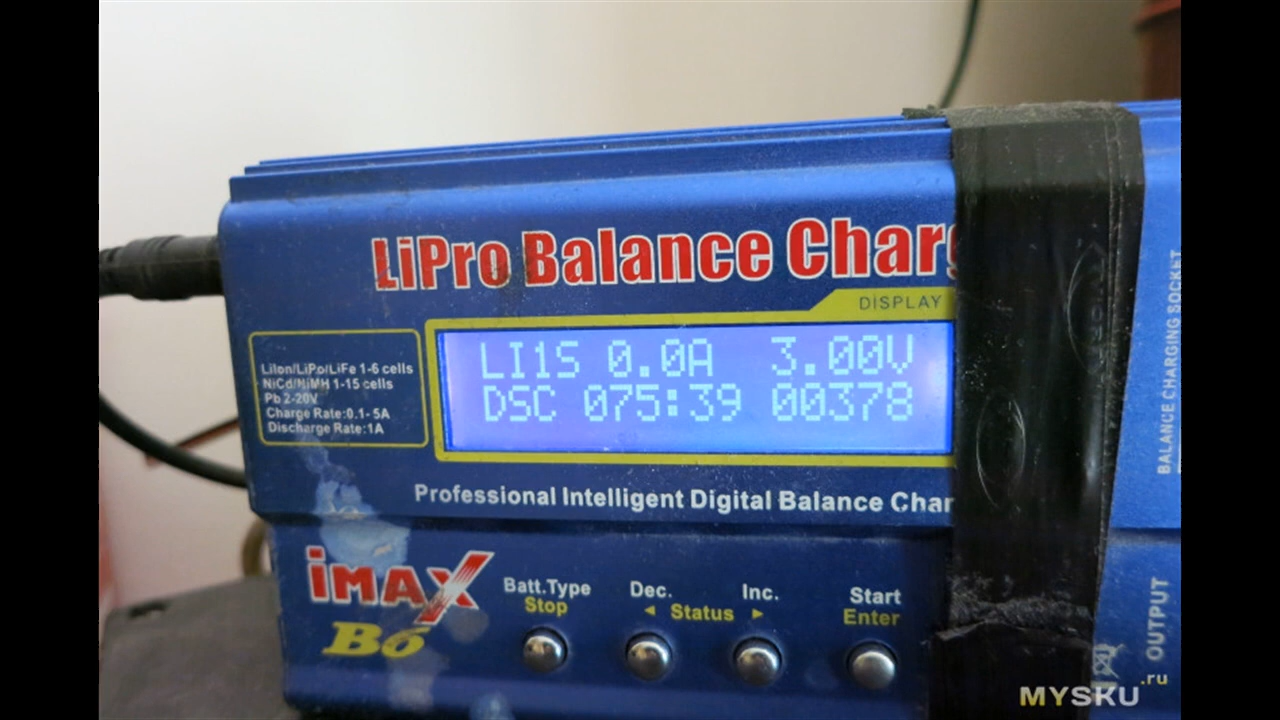 LiPro Balance Charg
DISPLAY
LiIon/LiPo/LiFe 1-6 cells
NiCd/NiMH 1-15 cells
Pb 2-20V
Charge Rate:0.1-5A
Discharge Rate:1A
LI1S 0.0A 3.00V
DSC 075:39 00378
Professional Intelligent Digital Balance Char
iMAX
B6
Batt.Type
Stop
Dec.
Inc.
◄ Status ►
Start
Enter
BALANCE CHARGING SOCKET
OUTPUT
MYSKU.ru